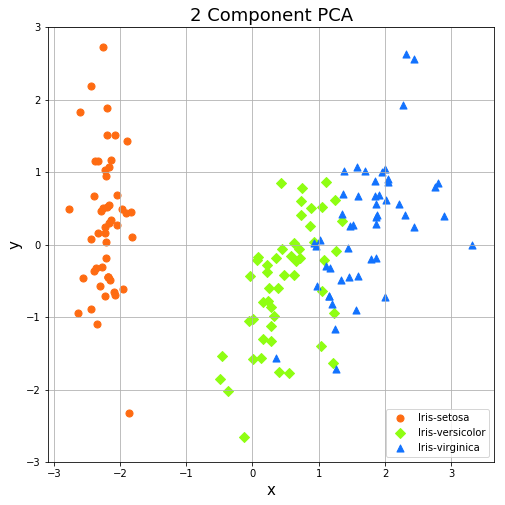 2 Component PCA
3
2
1
0
−1
−2
−3
y
−3
−2
−1
0
1
2
3
x
Iris-setosa
Iris-versicolor
Iris-virginica